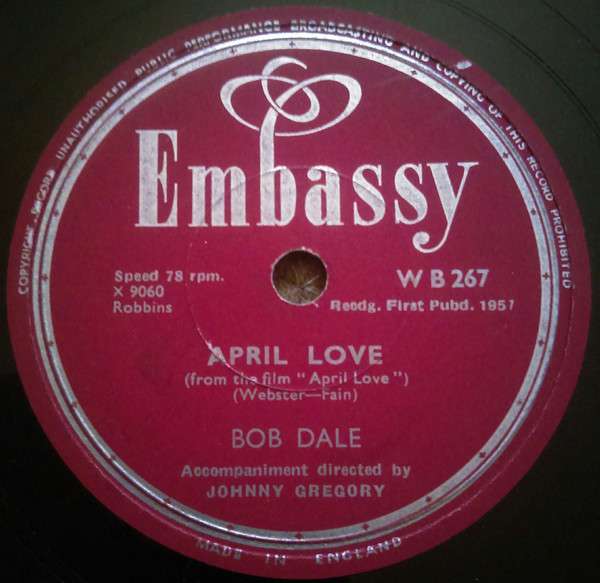 COPYRIGHT RECORD UNAUTHORISED PUBLIC PERFORMANCE BROADCASTING AND COPYING OF THIS RECORD PROHIBITED
Embassy
Speed 78 rpm.
X 9060
Robbins
W B 267
Recdg. First Pubd. 1957
APRIL LOVE
(from the film "April Love")
(Webster—Fain)
BOB DALE
Accompaniment directed by
JOHNNY GREGORY
MADE IN ENGLAND